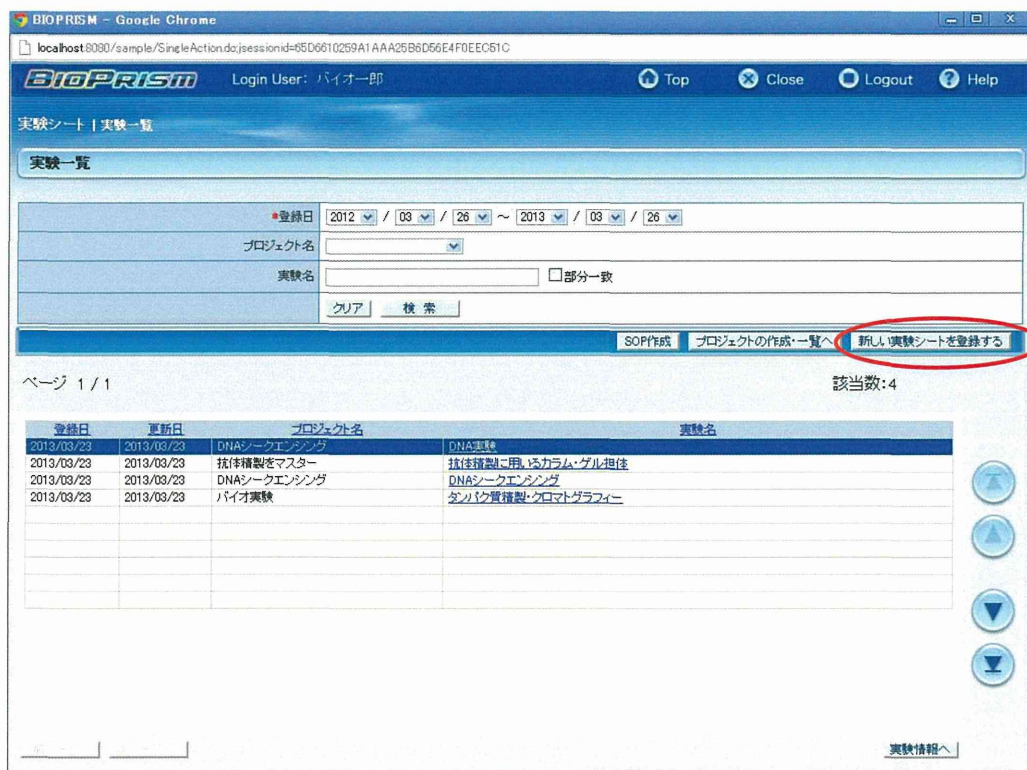 BIOPRISM - Google Chrome
localhost:8080/sample/SingleAction.do;jsessionid=65D6610259A1AAA25B6D56E4F0EEC51C
BIOPRISM Login User: バイオ一郎 Top Close Logout Help
実験シート | 実験一覧
実験一覧
*登録日 2012 / 03 / 26 ~ 2013 / 03 / 26
プロジェクト名
実験名 部分一致
クリア 検 索
SOP作成 プロジェクトの作成・一覧へ 新しい実験シートを登録する
ページ 1 / 1 該当数:4
登録日 更新日 プロジェクト名 実験名
2013/03/23 2013/03/23 DNAシークエンシング DNA実験
2013/03/23 2013/03/23 抗体精製をマスター 抗体精製に用いるカラム・ゲル担体
2013/03/23 2013/03/23 DNAシークエンシング DNAシークエンシング
2013/03/23 2013/03/23 バイオ実験 タンパク質精製・クロマトグラフィー
実験情報へ